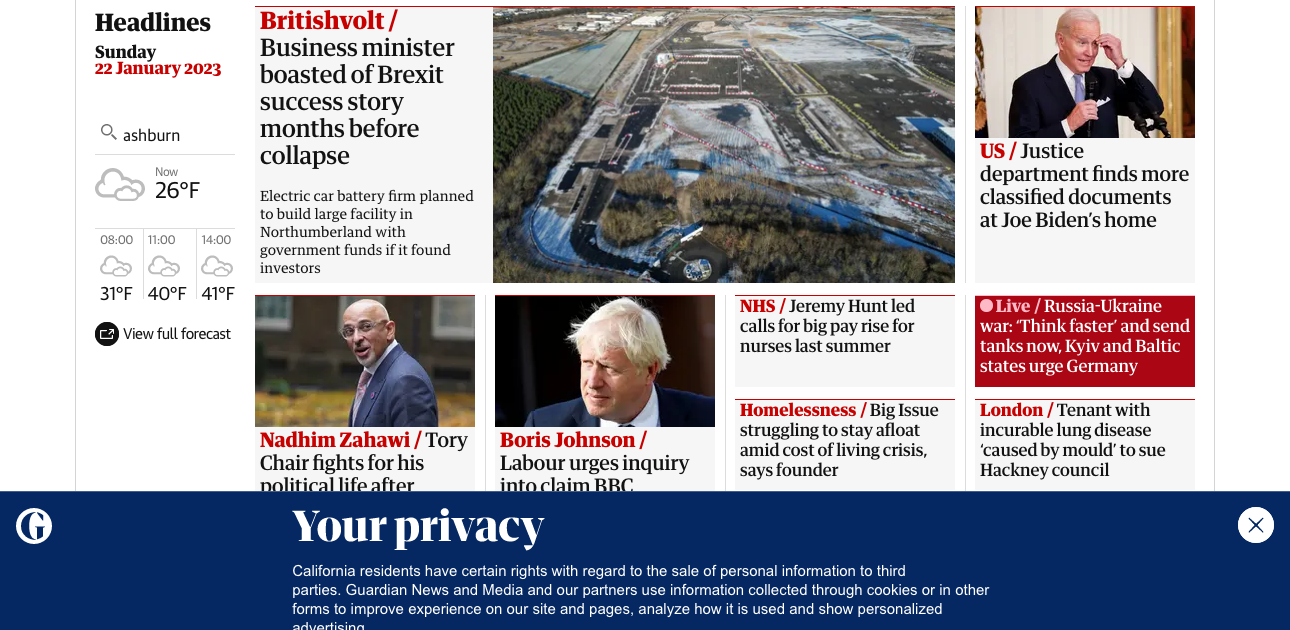 Headlines
Sunday
22 January 2023
ashburn
Now
26°F
08:00 11:00 14:00
31°F 40°F 41°F
View full forecast
Britishvolt /
Business minister
boasted of Brexit
success story
months before
collapse
Electric car battery firm planned
to build large facility in
Northumberland with
government funds if it found
investors
US / Justice
department finds more
classified documents
at Joe Biden’s home
Nadhim Zahawi / Tory
Chair fights for his
political life after
Boris Johnson /
Labour urges inquiry
into claim BBC
NHS / Jeremy Hunt led
calls for big pay rise for
nurses last summer
Homelessness / Big Issue
struggling to stay afloat
amid cost of living crisis,
says founder
Live / Russia-Ukraine
war: ‘Think faster’ and send
tanks now, Kyiv and Baltic
states urge Germany
London / Tenant with
incurable lung disease
‘caused by mould’ to sue
Hackney council
G
Your privacy
California residents have certain rights with regard to the sale of personal information to third
parties. Guardian News and Media and our partners use information collected through cookies or in other
forms to improve experience on our site and pages, analyze how it is used and show personalized
advertising.